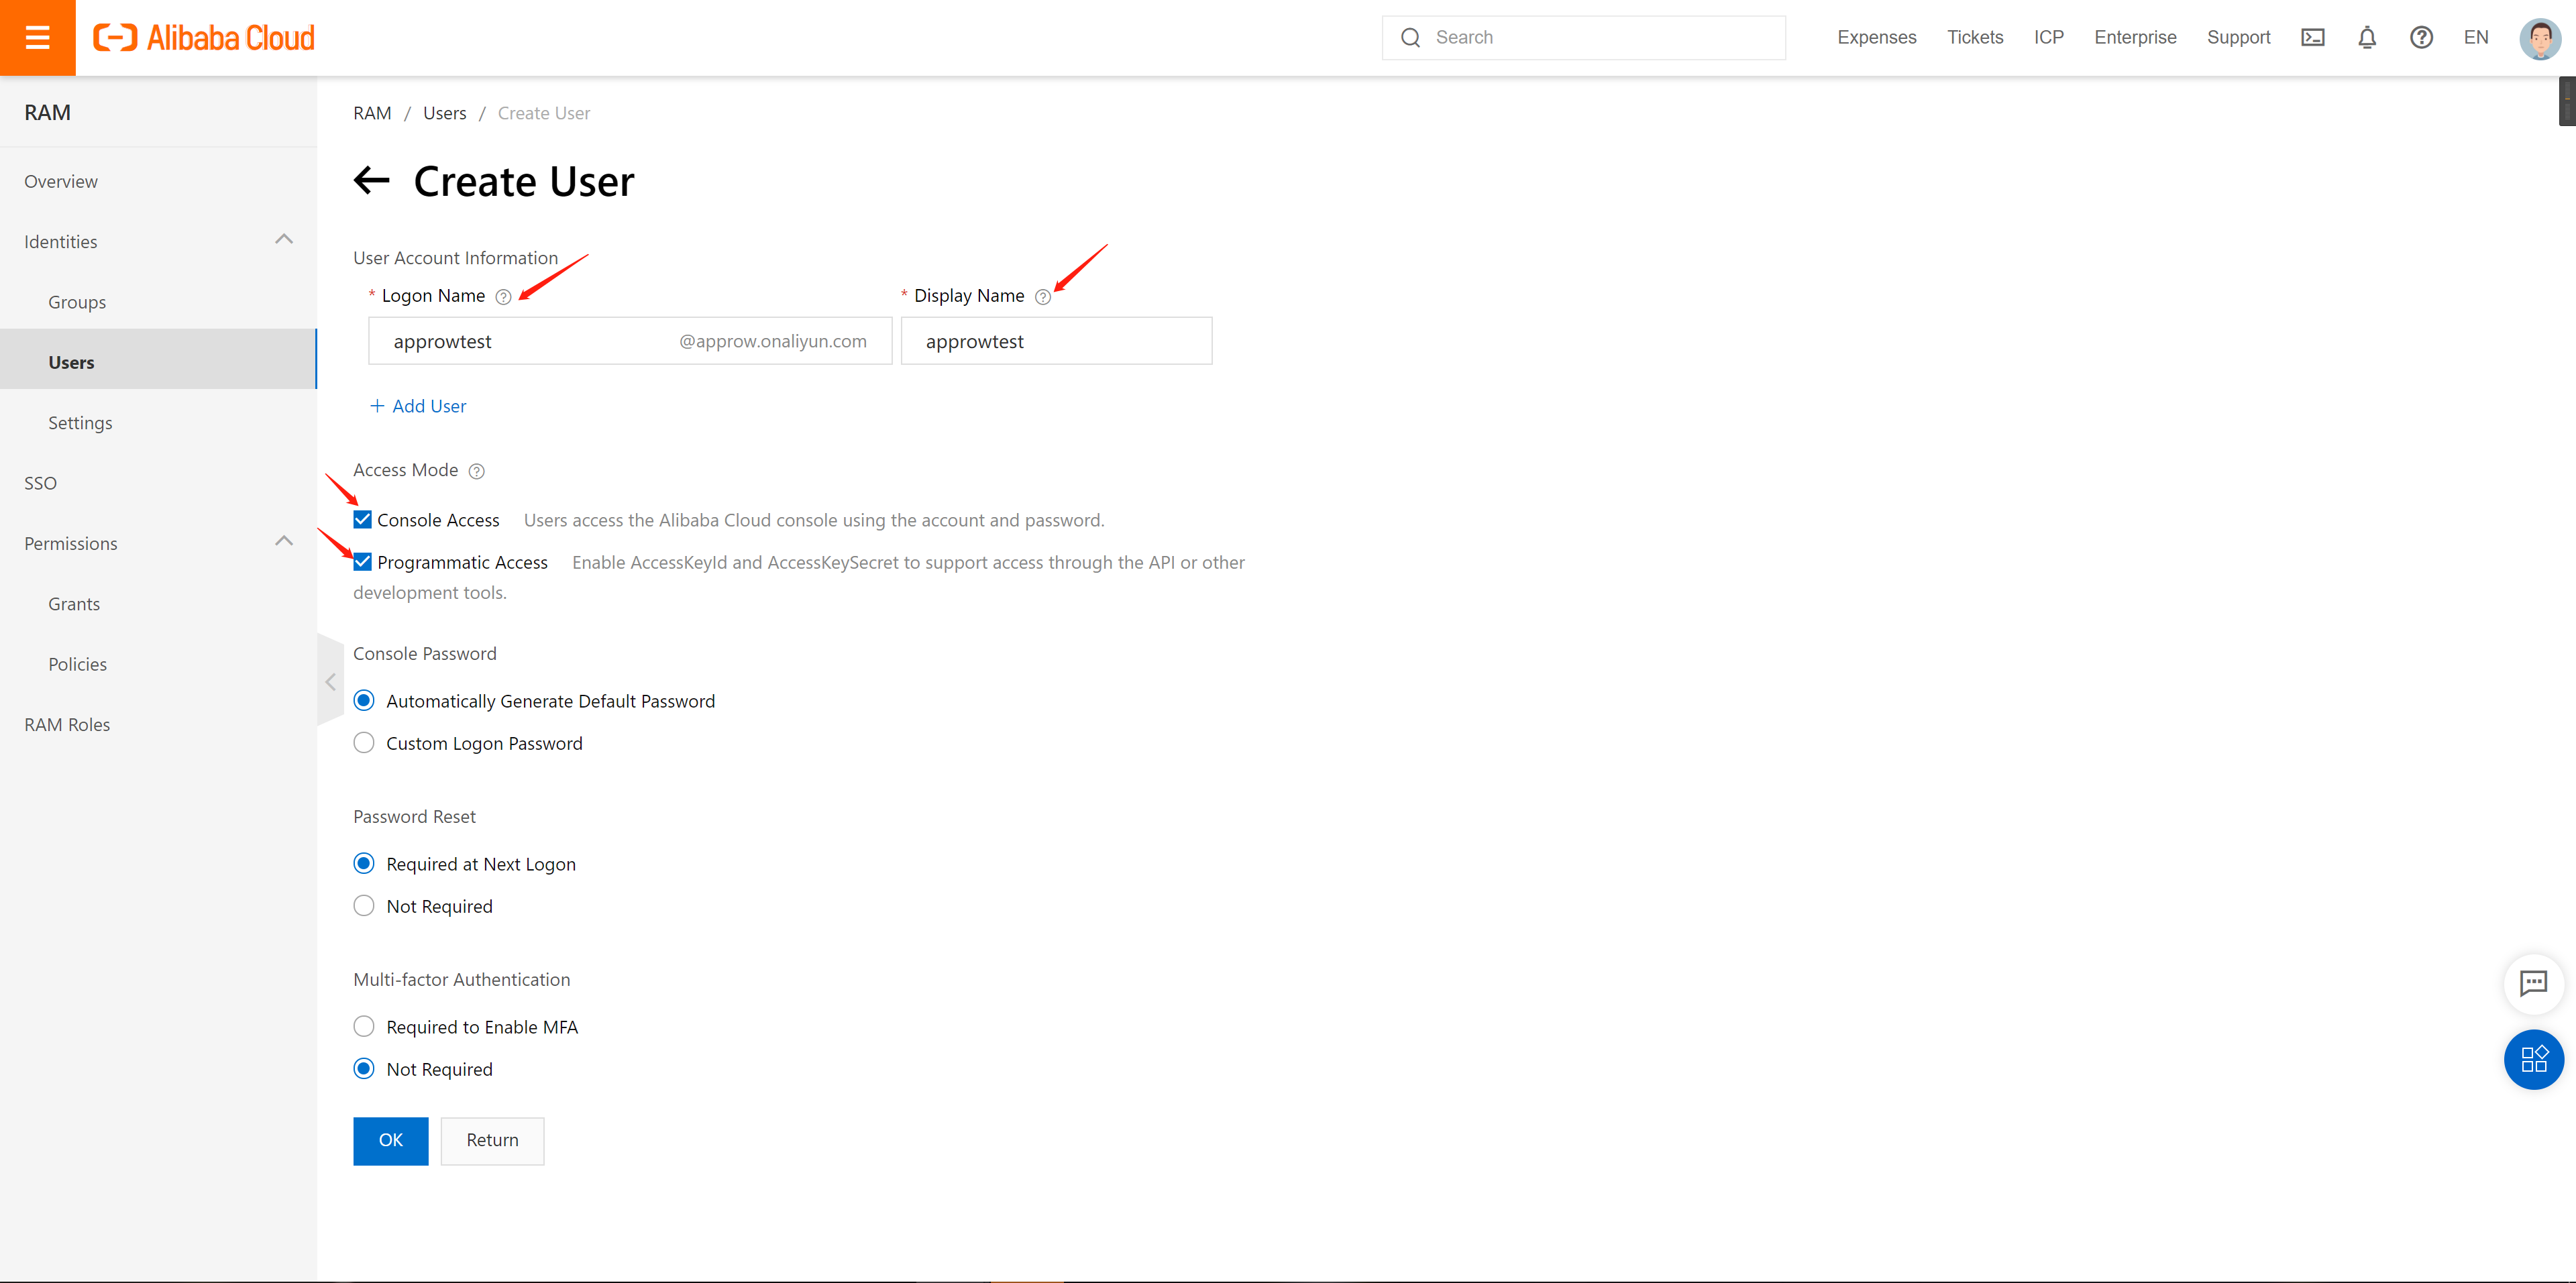 Alibaba Cloud
Search
Expenses
Tickets
ICP
Enterprise
Support
EN
RAM
Overview
Identities
Groups
Users
Settings
SSO
Permissions
Grants
Policies
RAM Roles
RAM / Users / Create User
Create User
User Account Information
* Logon Name
* Display Name
approwtest @approw.onaliyun.com
approwtest
+ Add User
Access Mode
Console Access Users access the Alibaba Cloud console using the account and password.
Programmatic Access Enable AccessKeyId and AccessKeySecret to support access through the API or other
development tools.
Console Password
Automatically Generate Default Password
Custom Logon Password
Password Reset
Required at Next Logon
Not Required
Multi-factor Authentication
Required to Enable MFA
Not Required
OK
Return